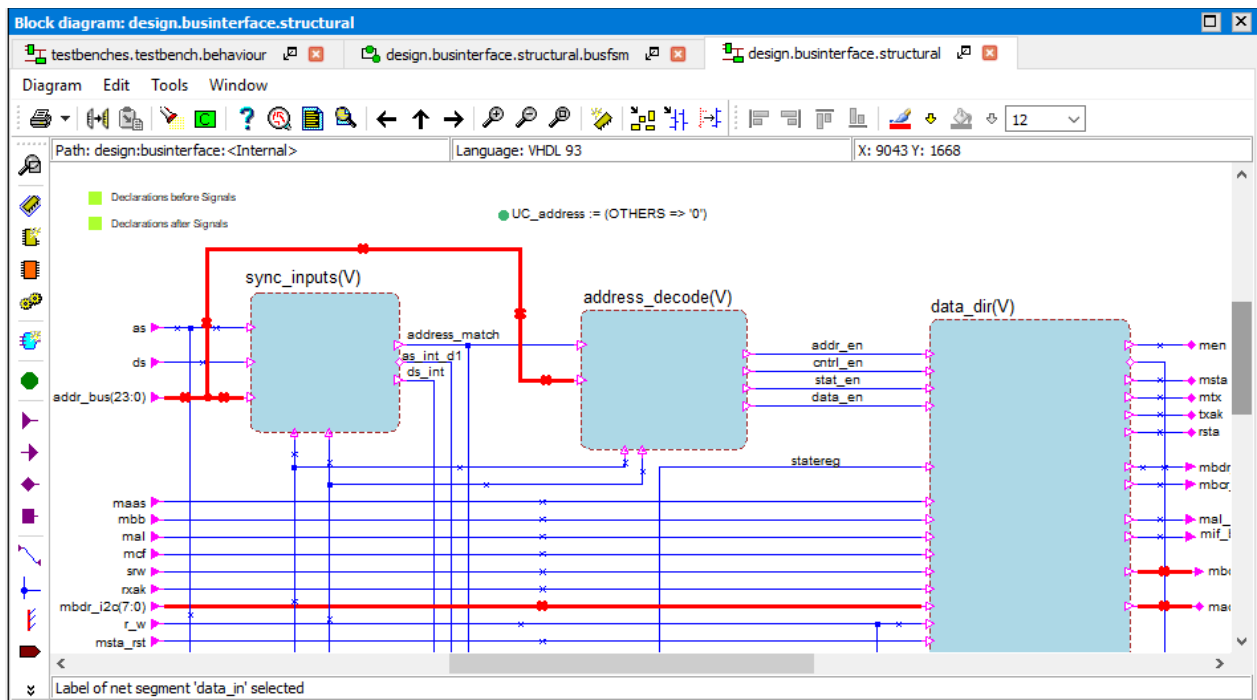 Block diagram: design.businterface.structural
testbenches.testbench.behaviour
design.businterface.structural.busfsm
design.businterface.structural
Diagram Edit Tools Window
C
?
12
Path: design:businterface:<Internal>
Language: VHDL 93
X: 9043 Y: 1668
Declarations before Signals
Declarations after Signals
UC_address := (OTHERS => '0')
sync_inputs(V)
address_decode(V)
data_dir(V)
as
ds
addr_bus(23:0)
address_match
as_int_d1
ds_int
addr_en
cntrl_en
stat_en
data_en
statereg
men
msta
mtx
txak
rsta
mbdr
mbcr_
mal_
mif_
maas
mbb
mal
mcf
srw
rxak
mbdr_i2c(7:0)
r_w
msta_rst
Label of net segment 'data_in' selected